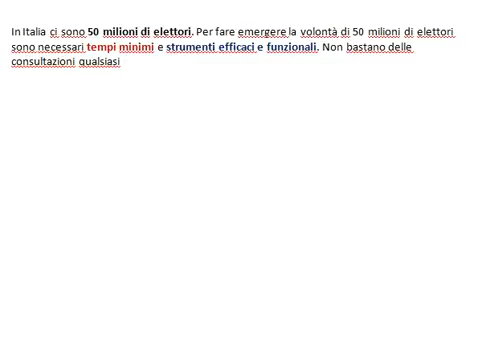 In Italia ci sono 50 milioni di elettori. Per fare emergere la volontà di 50 milioni di elettori
sono necessari tempi minimi e strumenti efficaci e funzionali. Non bastano delle
consultazioni qualsiasi